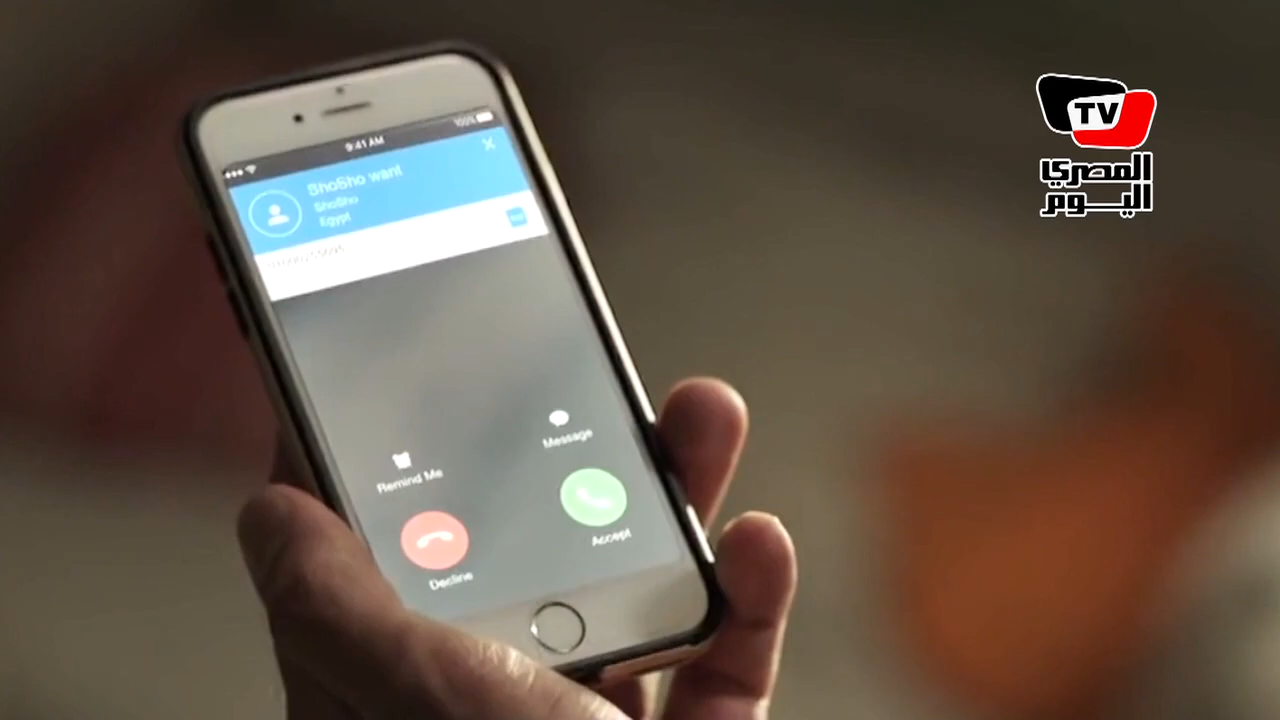 9:41 AM
100%
ShoSho want
ShoSho
Egypt
Remind Me
Message
Decline
Accept
TV
المصري
اليوم